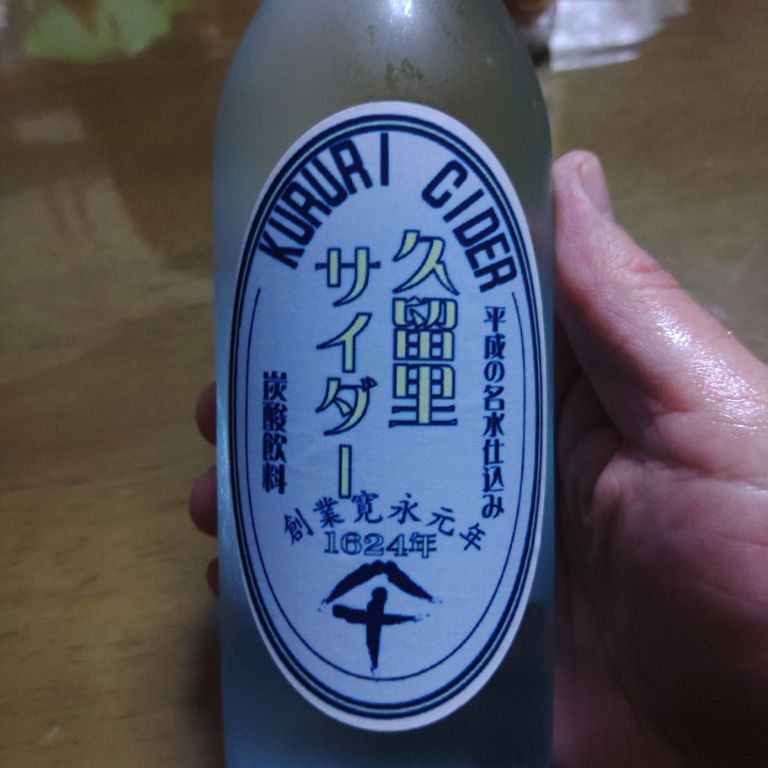 KURURI CIDER
平成の名水仕込み
久留里
サイダー
炭酸飲料
創業寛永元年
1624年
千